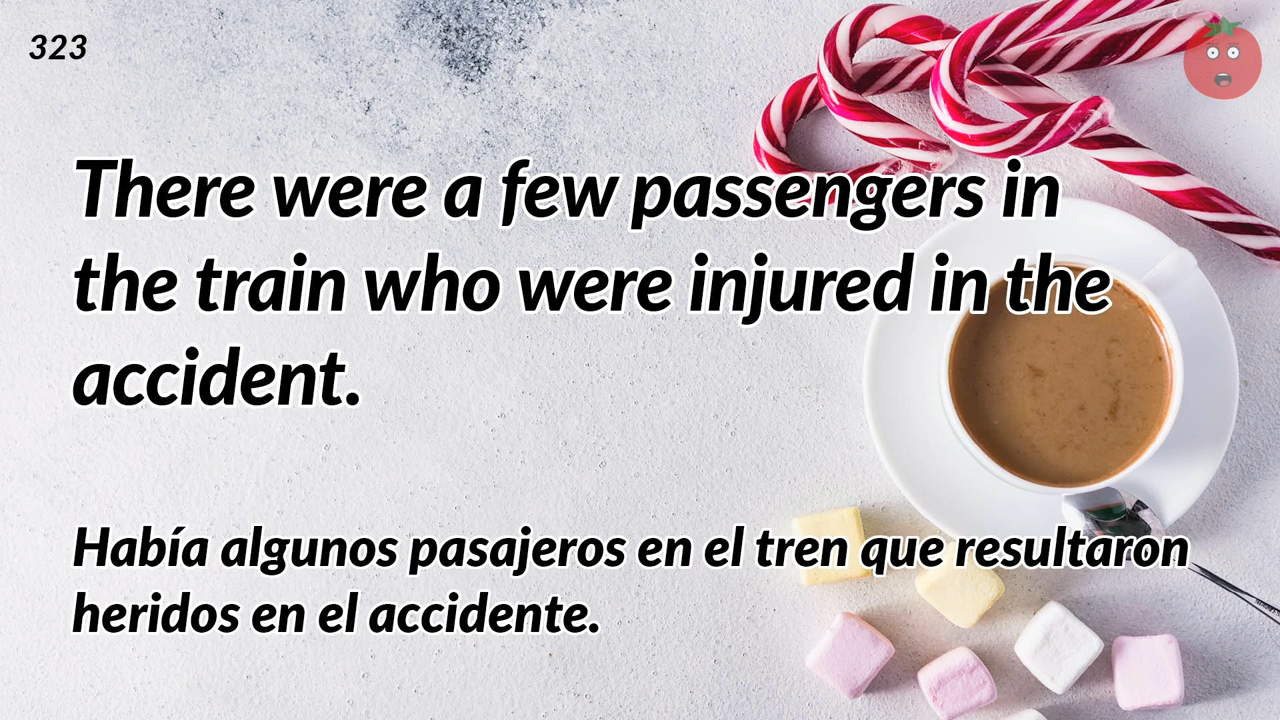 323
There were a few passengers in
the train who were injured in the
accident.
Había algunos pasajeros en el tren que resultaron
heridos en el accidente.